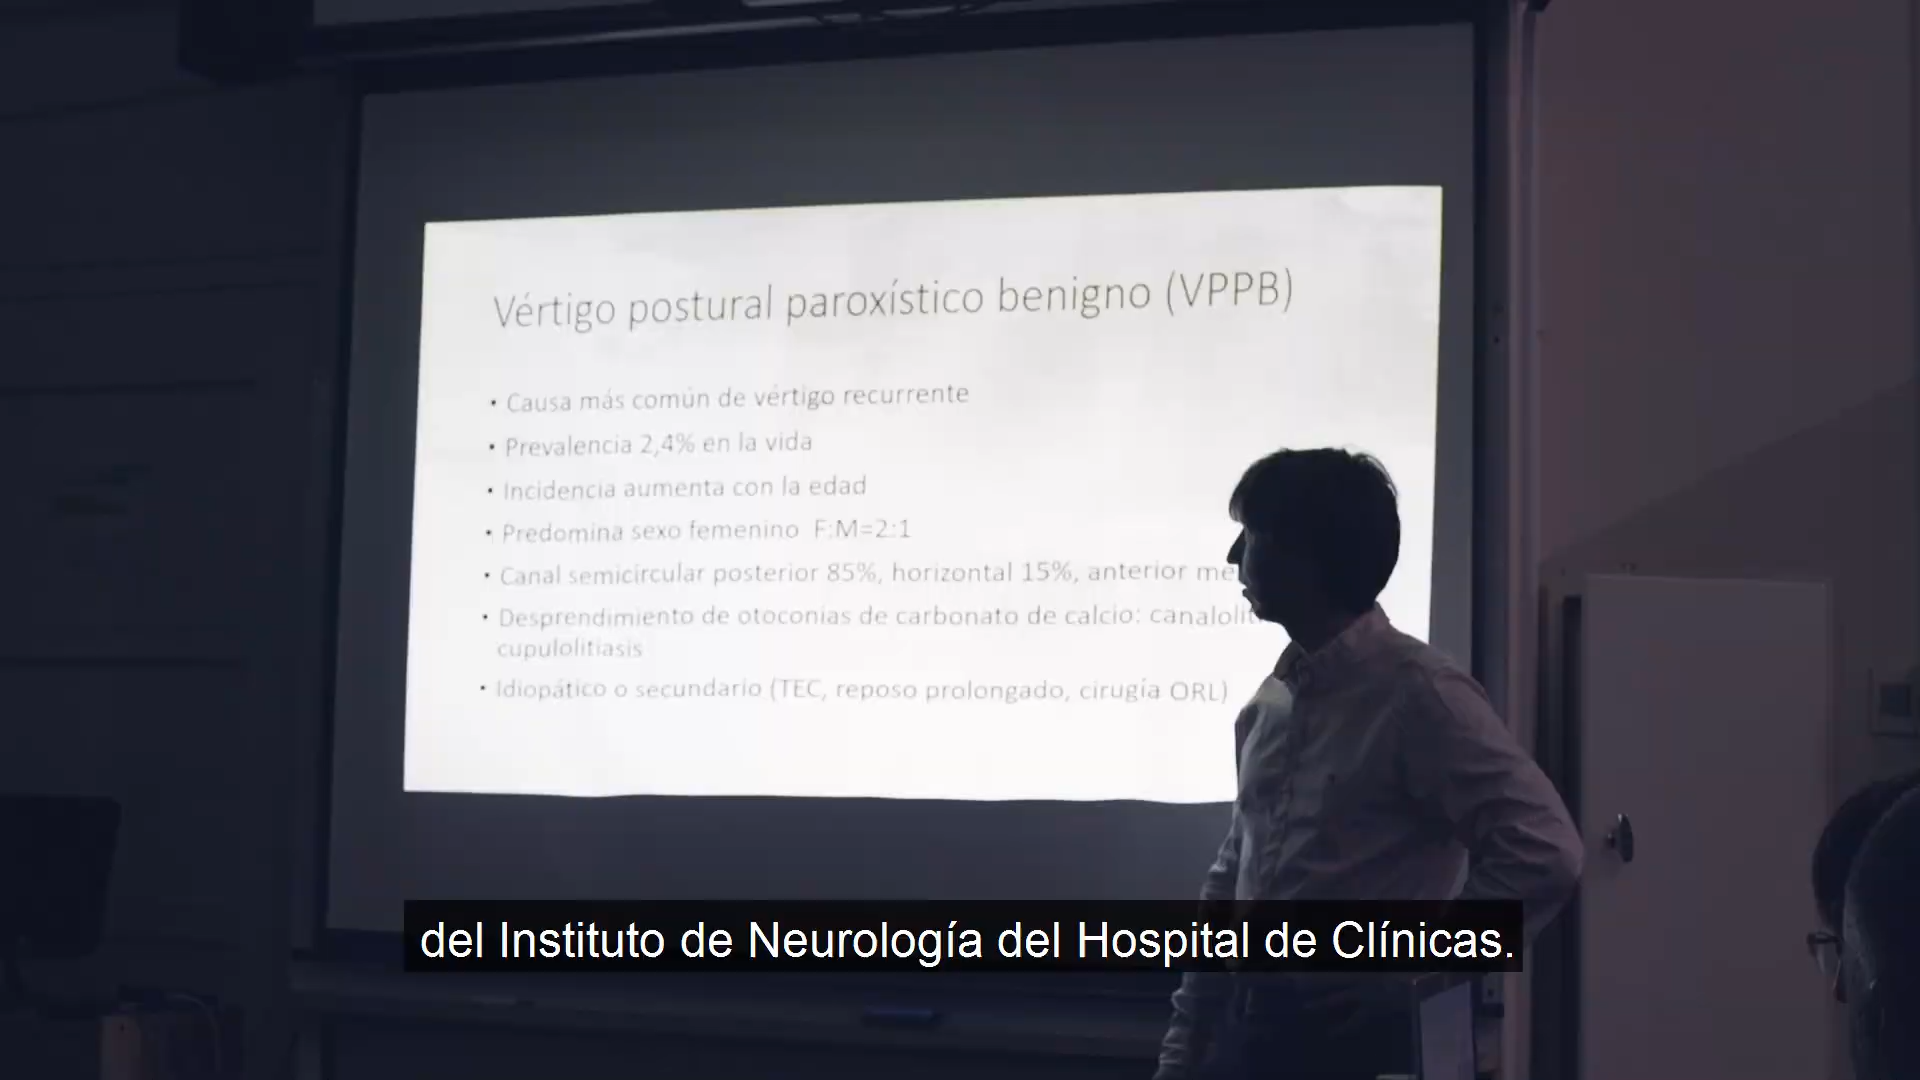 Vértigo postural paroxístico benigno (VPPB)
• Causa más común de vértigo recurrente
• Prevalencia 2,4% en la vida
• Incidencia aumenta con la edad
• Predomina sexo femenino F:M=2:1
• Canal semicircular posterior 85%, horizontal 15%, anterior
• Desprendimiento de otoconias de carbonato de calcio:
cupulolitiasis
• Idiopático o secundario (TEC, reposo prolongado, cirugía ORL)
del Instituto de Neurología del Hospital de Clínicas.